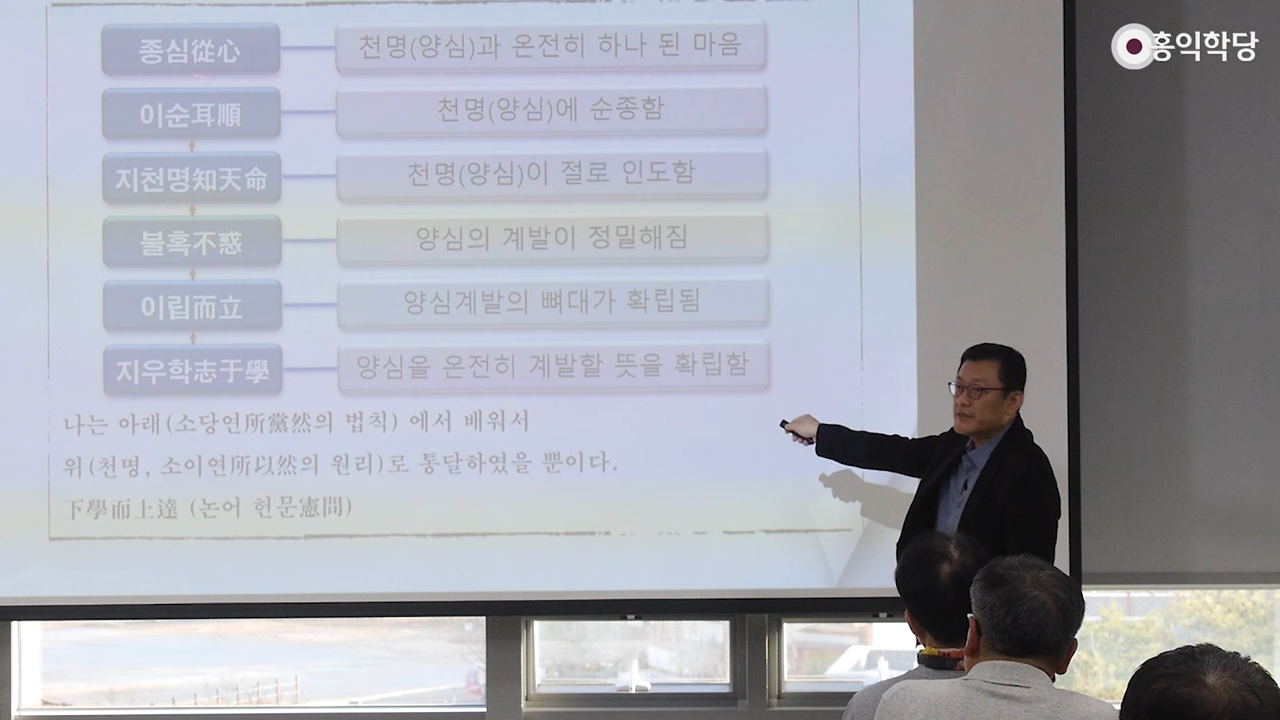 홍익학당
종심從心 천명(양심)과 온전히 하나 된 마음
이순耳順 천명(양심)에 순종함
지천명知天命 천명(양심)이 절로 인도함
불혹不惑 양심의 계발이 정밀해짐
이립而立 양심계발의 뼈대가 확립됨
지우학志于學 양심을 온전히 계발할 뜻을 확립함
나는 아래(소당연所黨然의 법칙) 에서 배워서
위(천명, 소이연所以然의 원리)로 통달하였을 뿐이다.
下學而上達 (논어 헌문憲問)